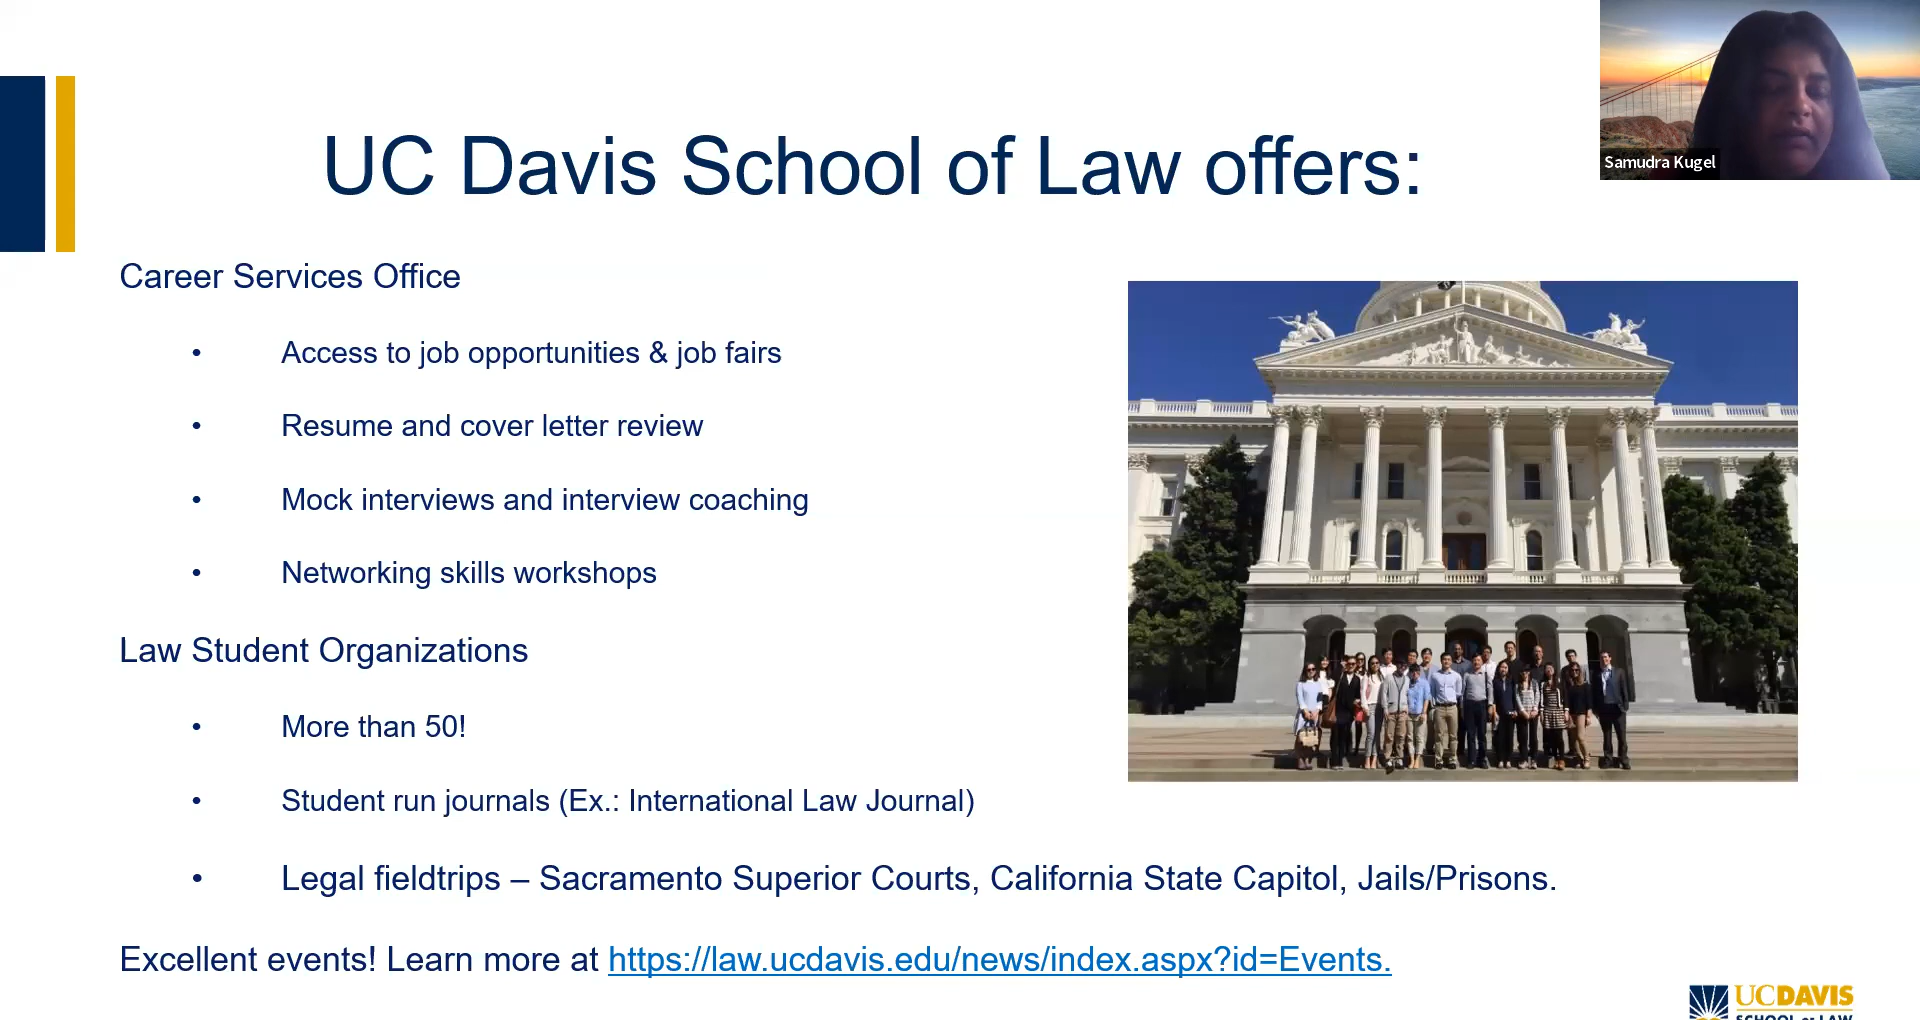 UC Davis School of Law offers:
Samudra Kugel
Career Services Office
• Access to job opportunities & job fairs
• Resume and cover letter review
• Mock interviews and interview coaching
• Networking skills workshops
Law Student Organizations
• More than 50!
• Student run journals (Ex.: International Law Journal)
• Legal fieldtrips – Sacramento Superior Courts, California State Capitol, Jails/Prisons.
Excellent events! Learn more at https://law.ucdavis.edu/news/index.aspx?id=Events.
UCDAVIS
SCHOOL OF LAW